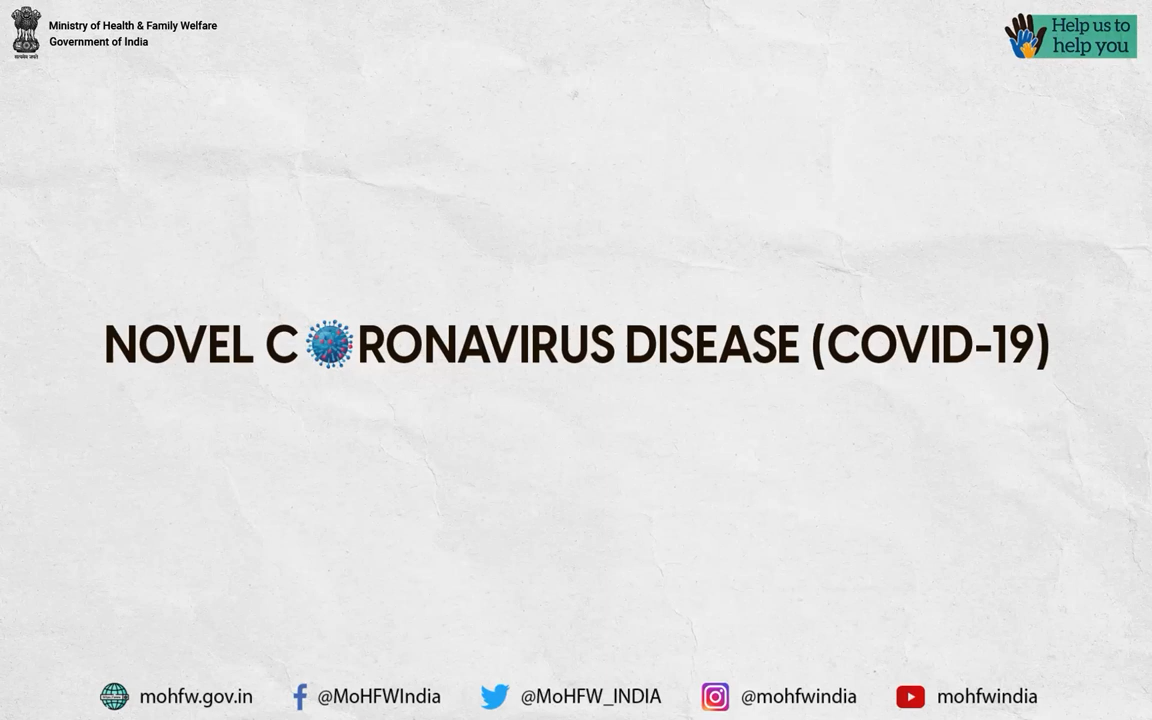 Ministry of Health & Family Welfare
Government of India
Help us to
help you
NOVEL CORONAVIRUS DISEASE (COVID-19)
mohfw.gov.in
@MoHFWIndia
@MoHFW_INDIA
@mohfwindia
mohfwindia